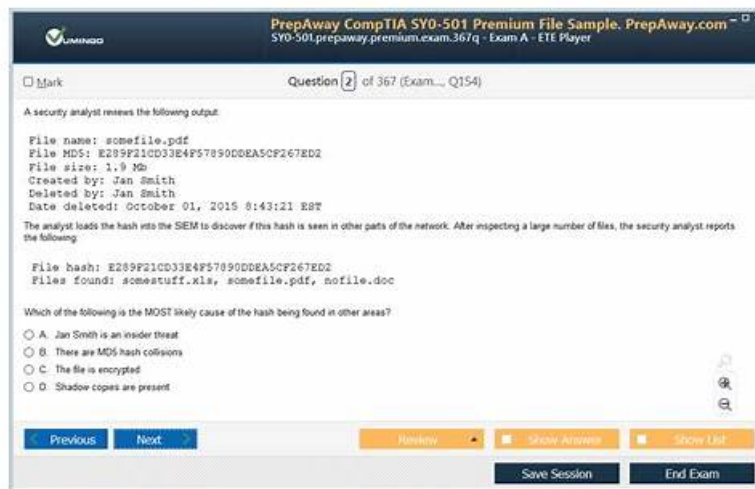 VUMINGO
PrepAway CompTIA SY0-501 Premium File Sample. PrepAway.com
SY0-501.prepaway.premium.exam.367q - Exam A - ETE Player
Mark
Question 2 of 367 (Exam..., Q154)
A security analyst reviews the following output:
File name: somefile.pdf
File MD5: E289F21CD33E4F57890DDEA5CF267ED2
File size: 1.9 Mb
Created by: Jan Smith
Deleted by: Jan Smith
Date deleted: October 01, 2015 8:43:21 EST
The analyst loads the hash into the SIEM to discover if this hash is seen in other parts of the network. After inspecting a large number of files, the security analyst reports
the following:
File hash: E289F21CD33E4F57890DDEA5CF267ED2
Files found: somestuff.xls, somefile.pdf, nofile.doc
Which of the following is the MOST likely cause of the hash being found in other areas?
A. Jan Smith is an insider threat
B. There are MD5 hash collisions
C. The file is encrypted
D. Shadow copies are present
Previous
Next
Review
Show Answer
Show List
Save Session
End Exam